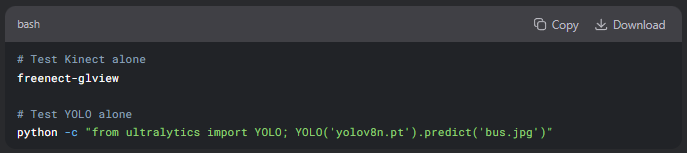 bash
Copy
Download
# Test Kinect alone
freenect-glview
# Test YOLO alone
python -c "from ultralytics import YOLO; YOLO('yolov8n.pt').predict('bus.jpg')"